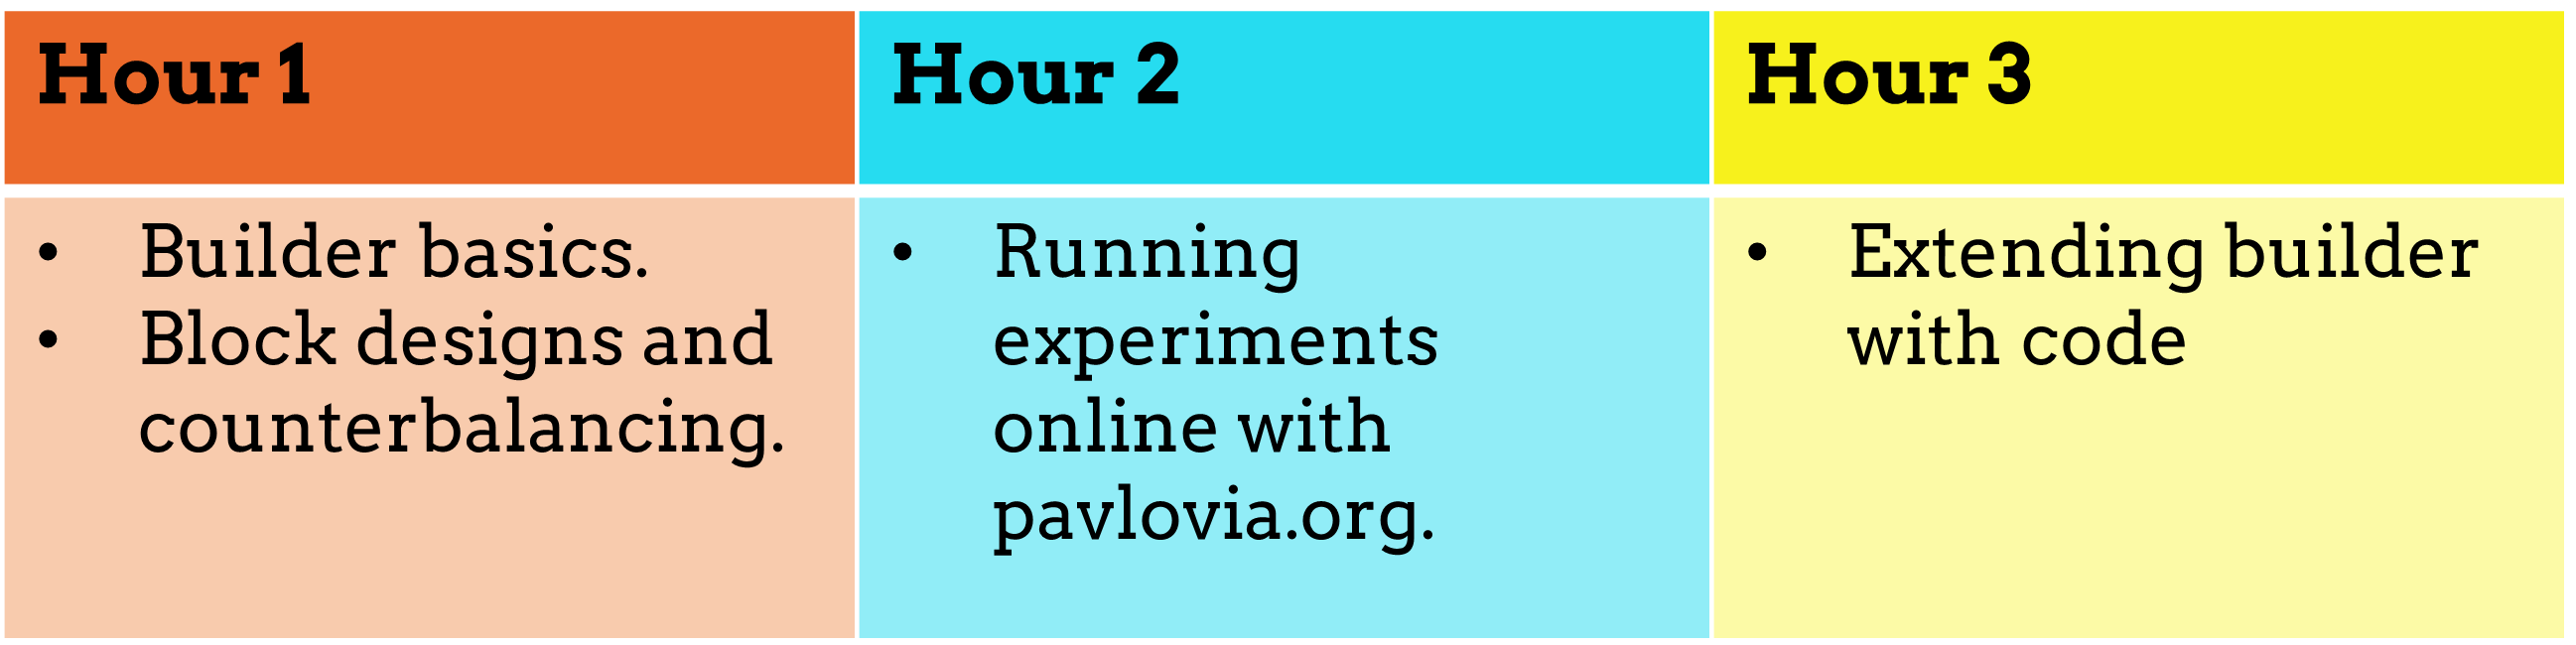 Hour 1
Hour 2
Hour 3
• Builder basics.
• Block designs and
counterbalancing.
• Running
experiments
online with
pavlovia.org.
• Extending builder
with code